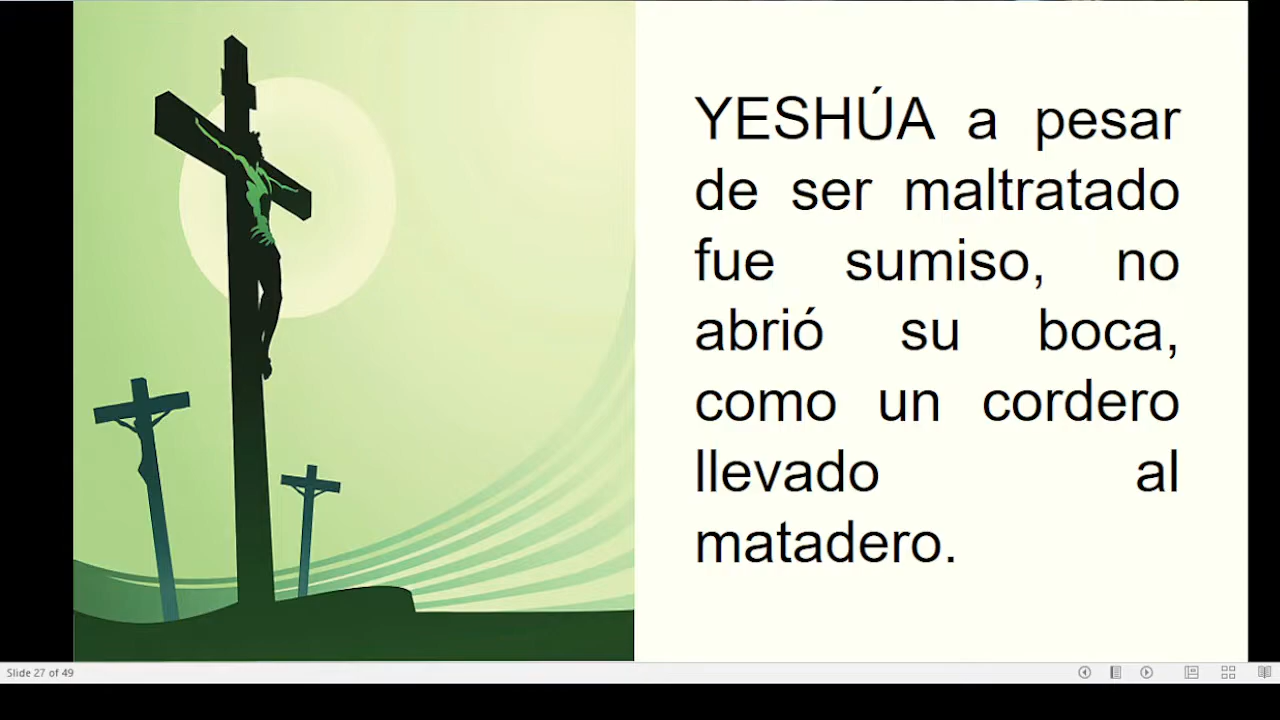 YESHÚA a pesar
de ser maltratado
fue sumiso, no
abrió su boca,
como un cordero
llevado al
matadero.
Slide 27 of 49